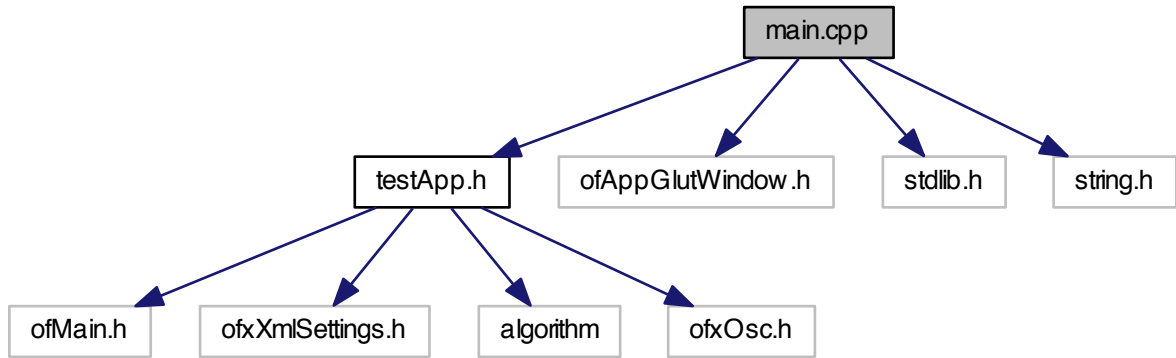 main.cpp
testApp.h
ofAppGlutWindow.h
stdlib.h
string.h
ofMain.h
ofxXmlSettings.h
algorithm
ofxOsc.h